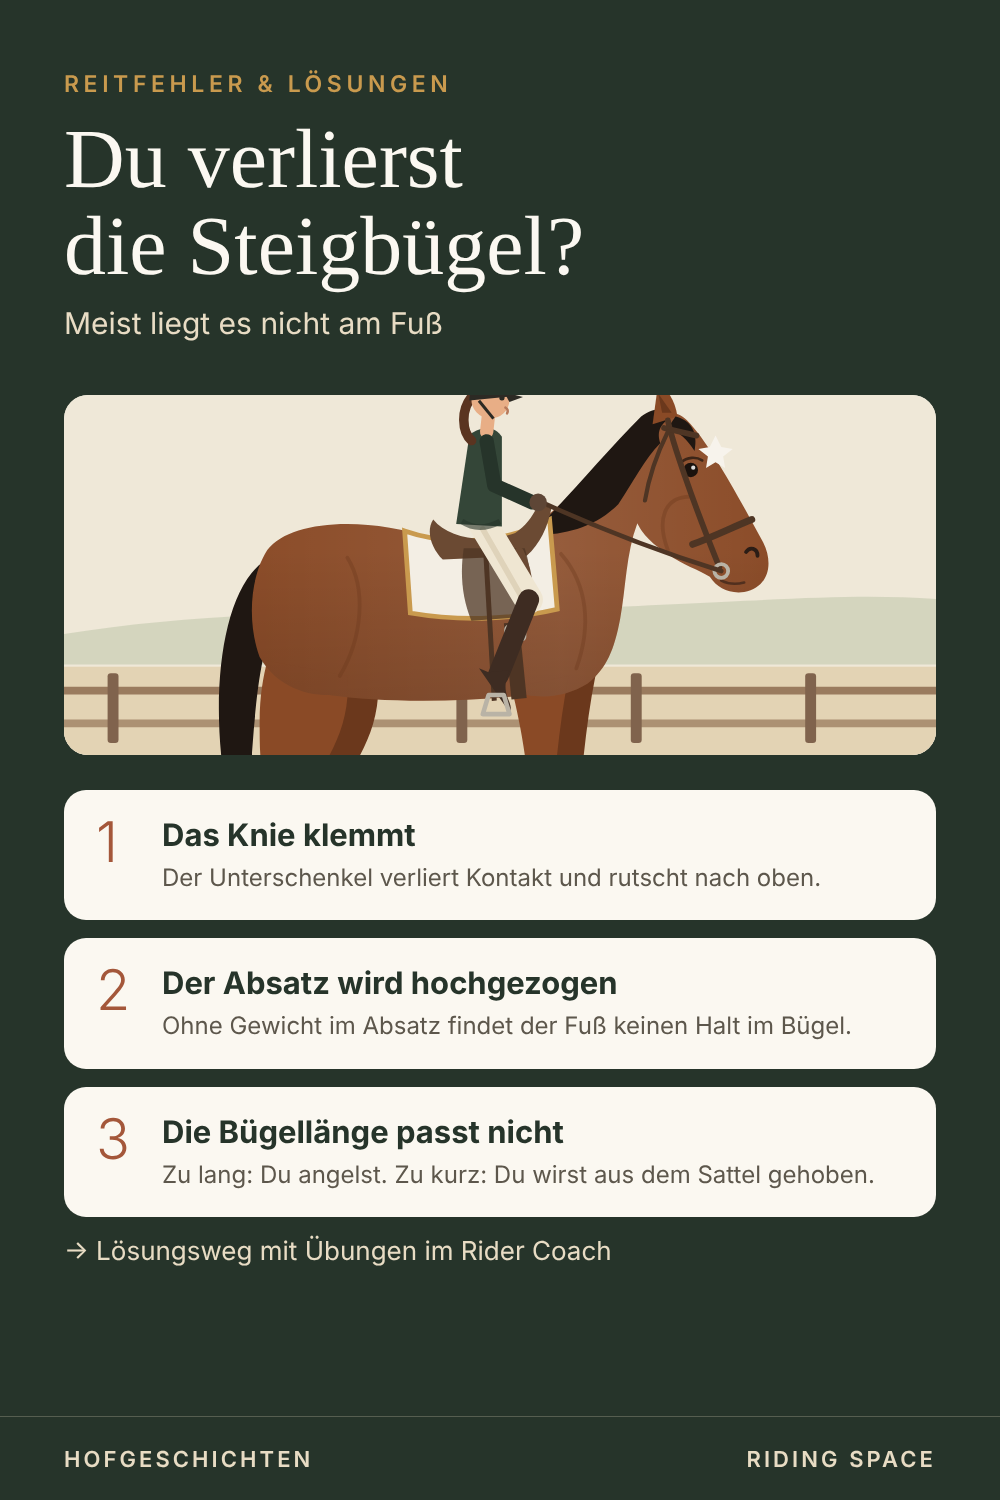 REITFEHLER & LÖSUNGEN
Du verlierst
die Steigbügel?
Meist liegt es nicht am Fuß
1 Das Knie klemmt
Der Unterschenkel verliert Kontakt und rutscht nach oben.
2 Der Absatz wird hochgezogen
Ohne Gewicht im Absatz findet der Fuß keinen Halt im Bügel.
3 Die Bügellänge passt nicht
Zu lang: Du angelst. Zu kurz: Du wirst aus dem Sattel gehoben.
→ Lösungsweg mit Übungen im Rider Coach
HOFGESCHICHTEN RIDING SPACE